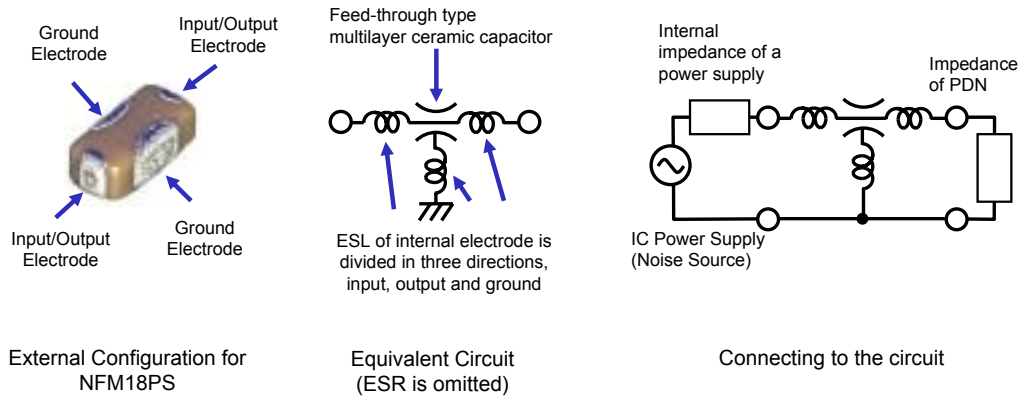 Ground
Electrode
Input/Output
Electrode
Input/Output
Electrode
Ground
Electrode
External Configuration for
NFM18PS
Feed-through type
multilayer ceramic capacitor
ESL of internal electrode is
divided in three directions,
input, output and ground
Equivalent Circuit
(ESR is omitted)
Internal
impedance of a
power supply
Impedance
of PDN
IC Power Supply
(Noise Source)
Connecting to the circuit